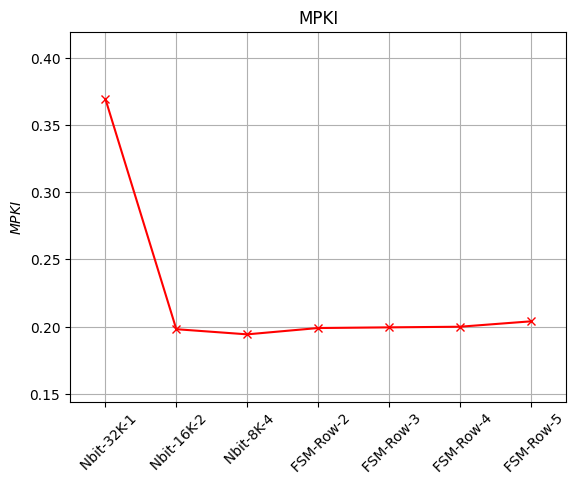 MPKI
MPKI
0.40
0.35
0.30
0.25
0.20
0.15
Nbit-32K-1
Nbit-16K-2
Nbit-8K-4
FSM-Row-2
FSM-Row-3
FSM-Row-4
FSM-Row-5